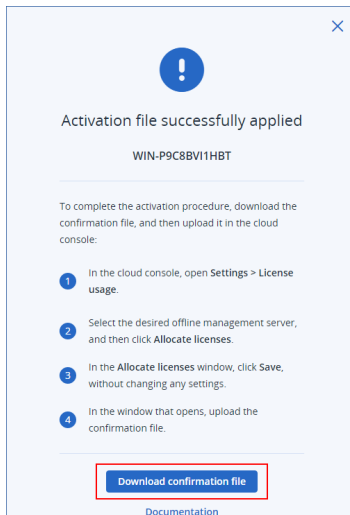 Activation file successfully applied
WIN-P9C8BVI1HBT
To complete the activation procedure, download the
confirmation file, and then upload it in the cloud
console:
1 In the cloud console, open Settings > License
usage.
2 Select the desired offline management server,
and then click Allocate licenses.
3 In the Allocate licenses window, click Save,
without changing any settings.
4 In the window that opens, upload the
confirmation file.
Download confirmation file
Documentation